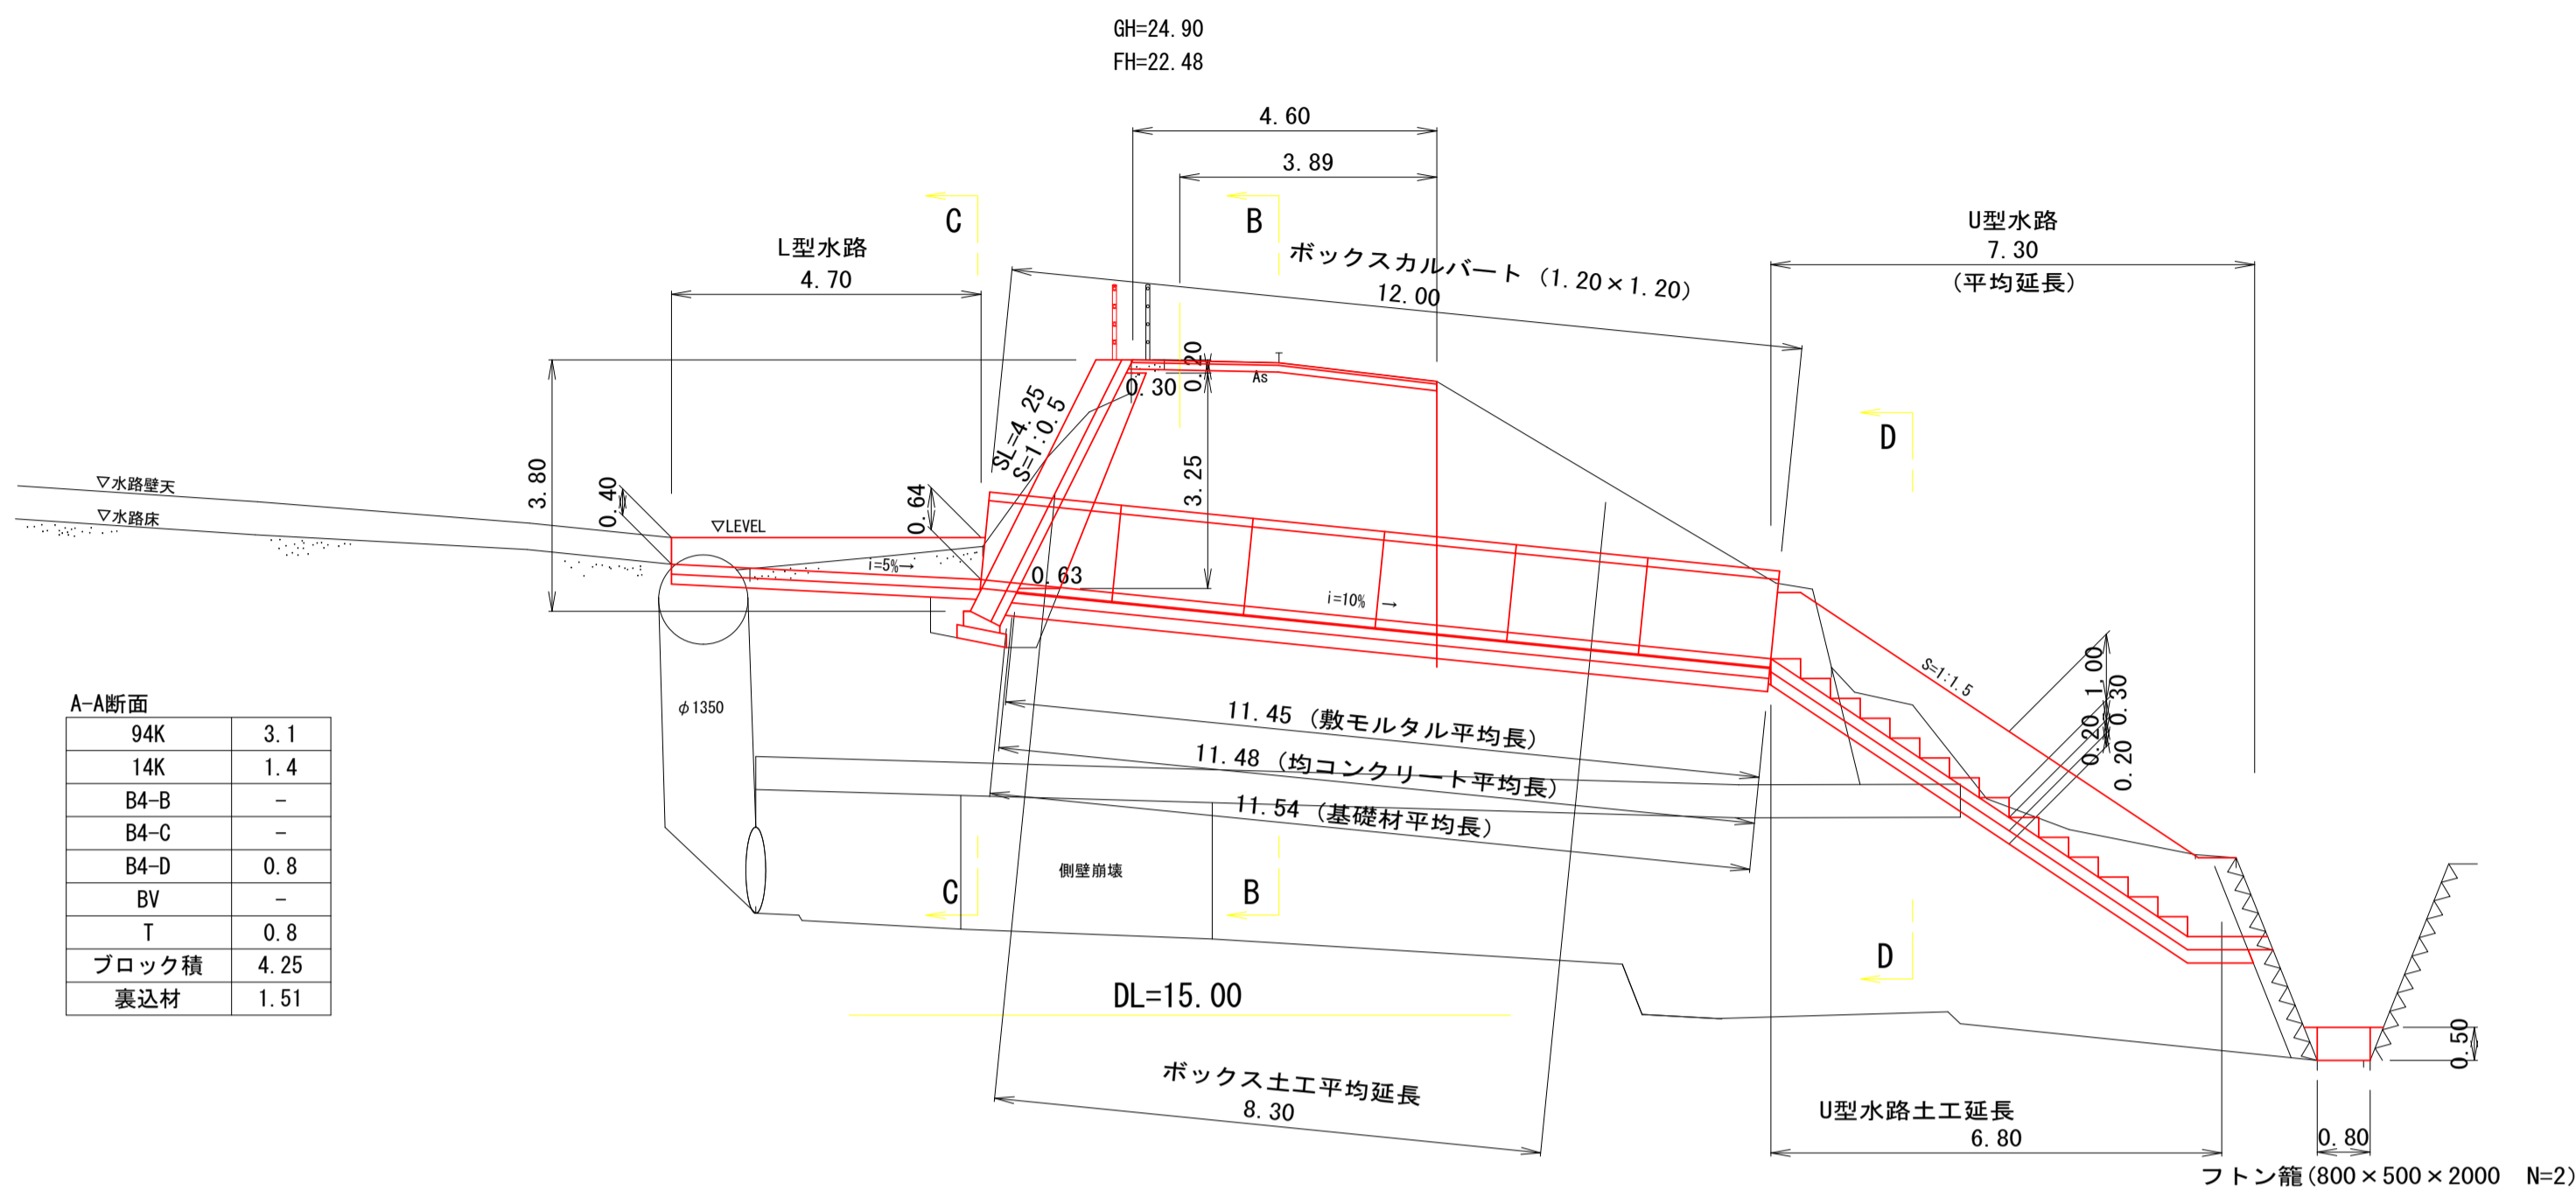 GH=24.90
FH=22.48
4.60
3.89
C
B
L型水路
4.70
ボックスカルバート (1.20×1.20)
12.00
U型水路
7.30
(平均延長)
0.20
0.30
As
SL=4.25
S=1:0.5
D
3.80
3.25
▽水路壁天
▽水路床
0.40
▽LEVEL
0.64
i=5%→
0.63
i=10% →
S=1:1.5
1.00
0.30
0.20
0.20
φ1350
11.45 (敷モルタル平均長)
11.48 (均コンクリート平均長)
11.54 (基礎材平均長)
側壁崩壊
C
B
D
A-A断面
94K 3.1
14K 1.4
B4-B -
B4-C -
B4-D 0.8
BV -
T 0.8
ブロック積 4.25
裏込材 1.51
DL=15.00
ボックス土工平均延長
8.30
U型水路土工延長
6.80
0.50
0.80
フトン籠(800×500×2000 N=2)